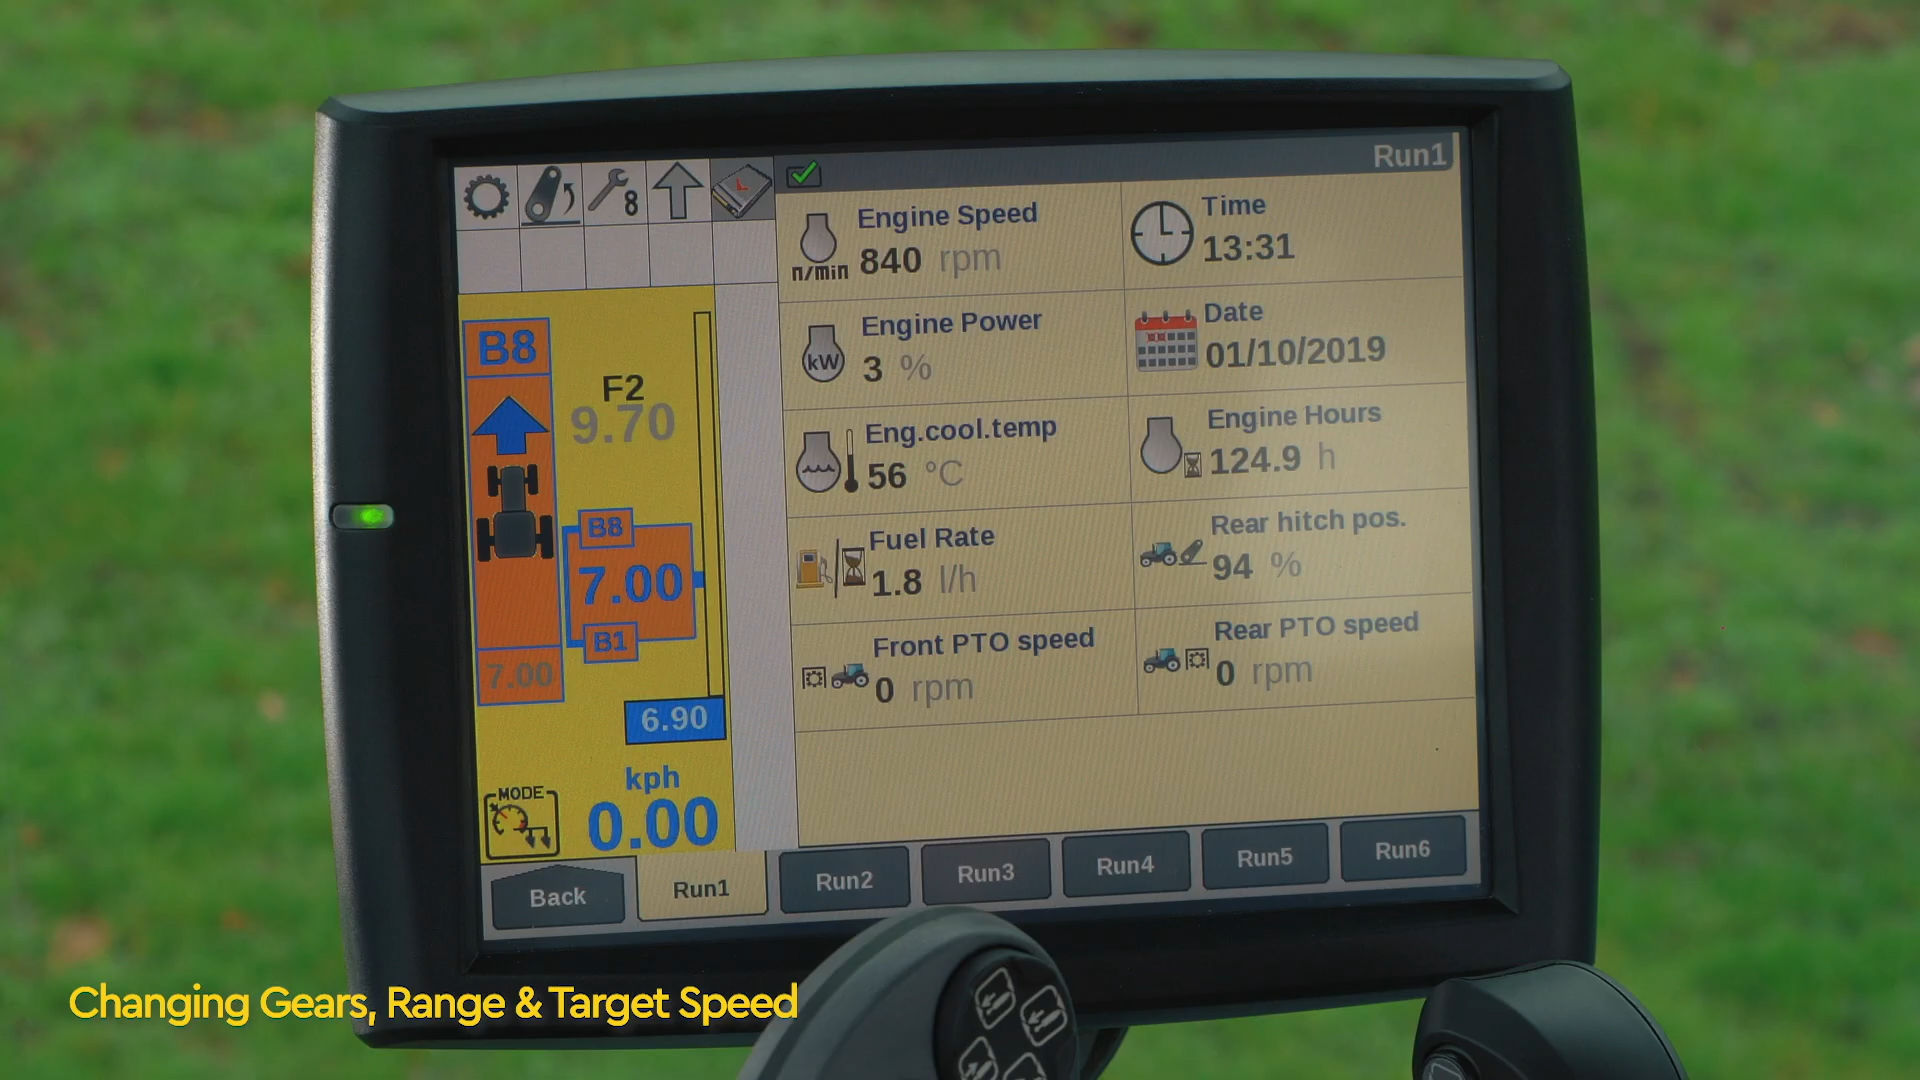 Run1
8
Engine Speed
n/min 840 rpm
Time
13:31
Engine Power
kW 3 %
Date
01/10/2019
Eng.cool.temp
56 °C
Engine Hours
124.9 h
Fuel Rate
1.8 l/h
Rear hitch pos.
94 %
Front PTO speed
0 rpm
Rear PTO speed
0 rpm
B8
F2
9.70
B8
7.00
B1
7.00
6.90
kph
0.00
MODE
Back
Run1
Run2
Run3
Run4
Run5
Run6
Changing Gears, Range & Target Speed